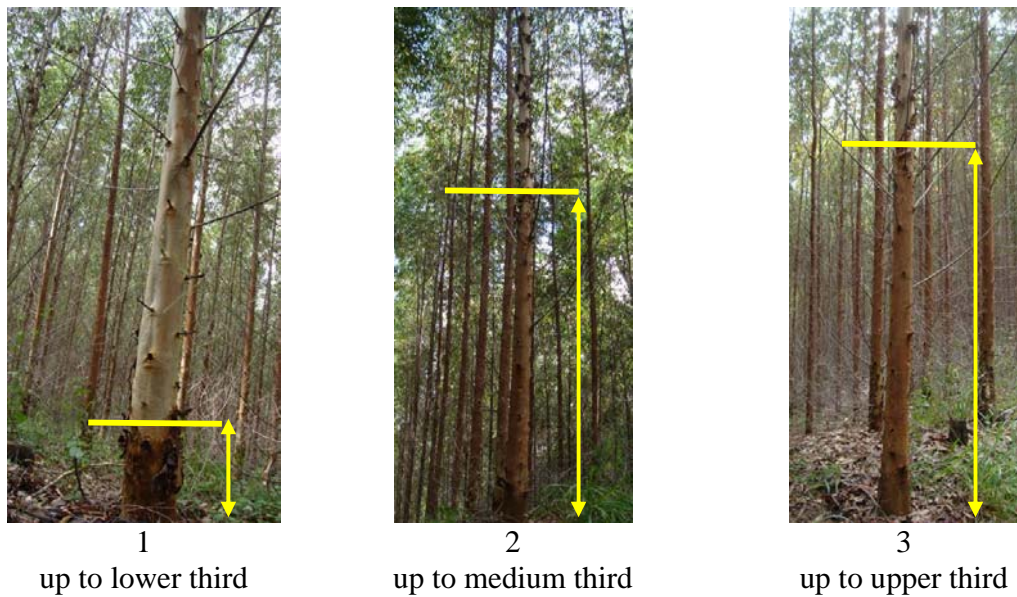 1
up to lower third
2
up to medium third
3
up to upper third